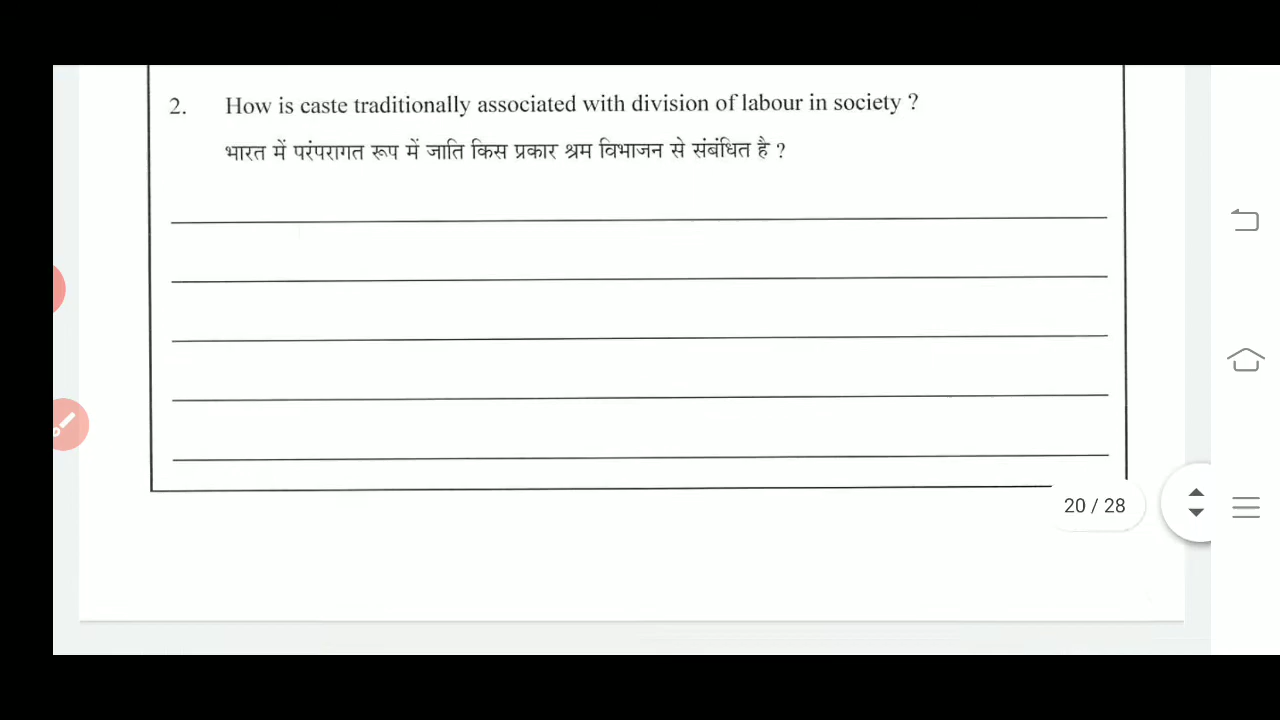 2. How is caste traditionally associated with division of labour in society ?
भारत में परंपरागत रूप में जाति किस प्रकार श्रम विभाजन से संबंधित है ?
20 / 28